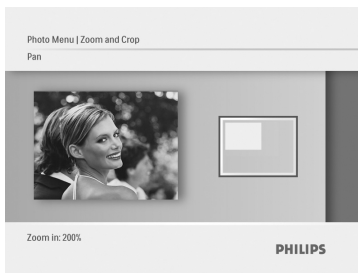 Photo Menu | Zoom and Crop
Pan
Zoom in: 200%
PHILIPS